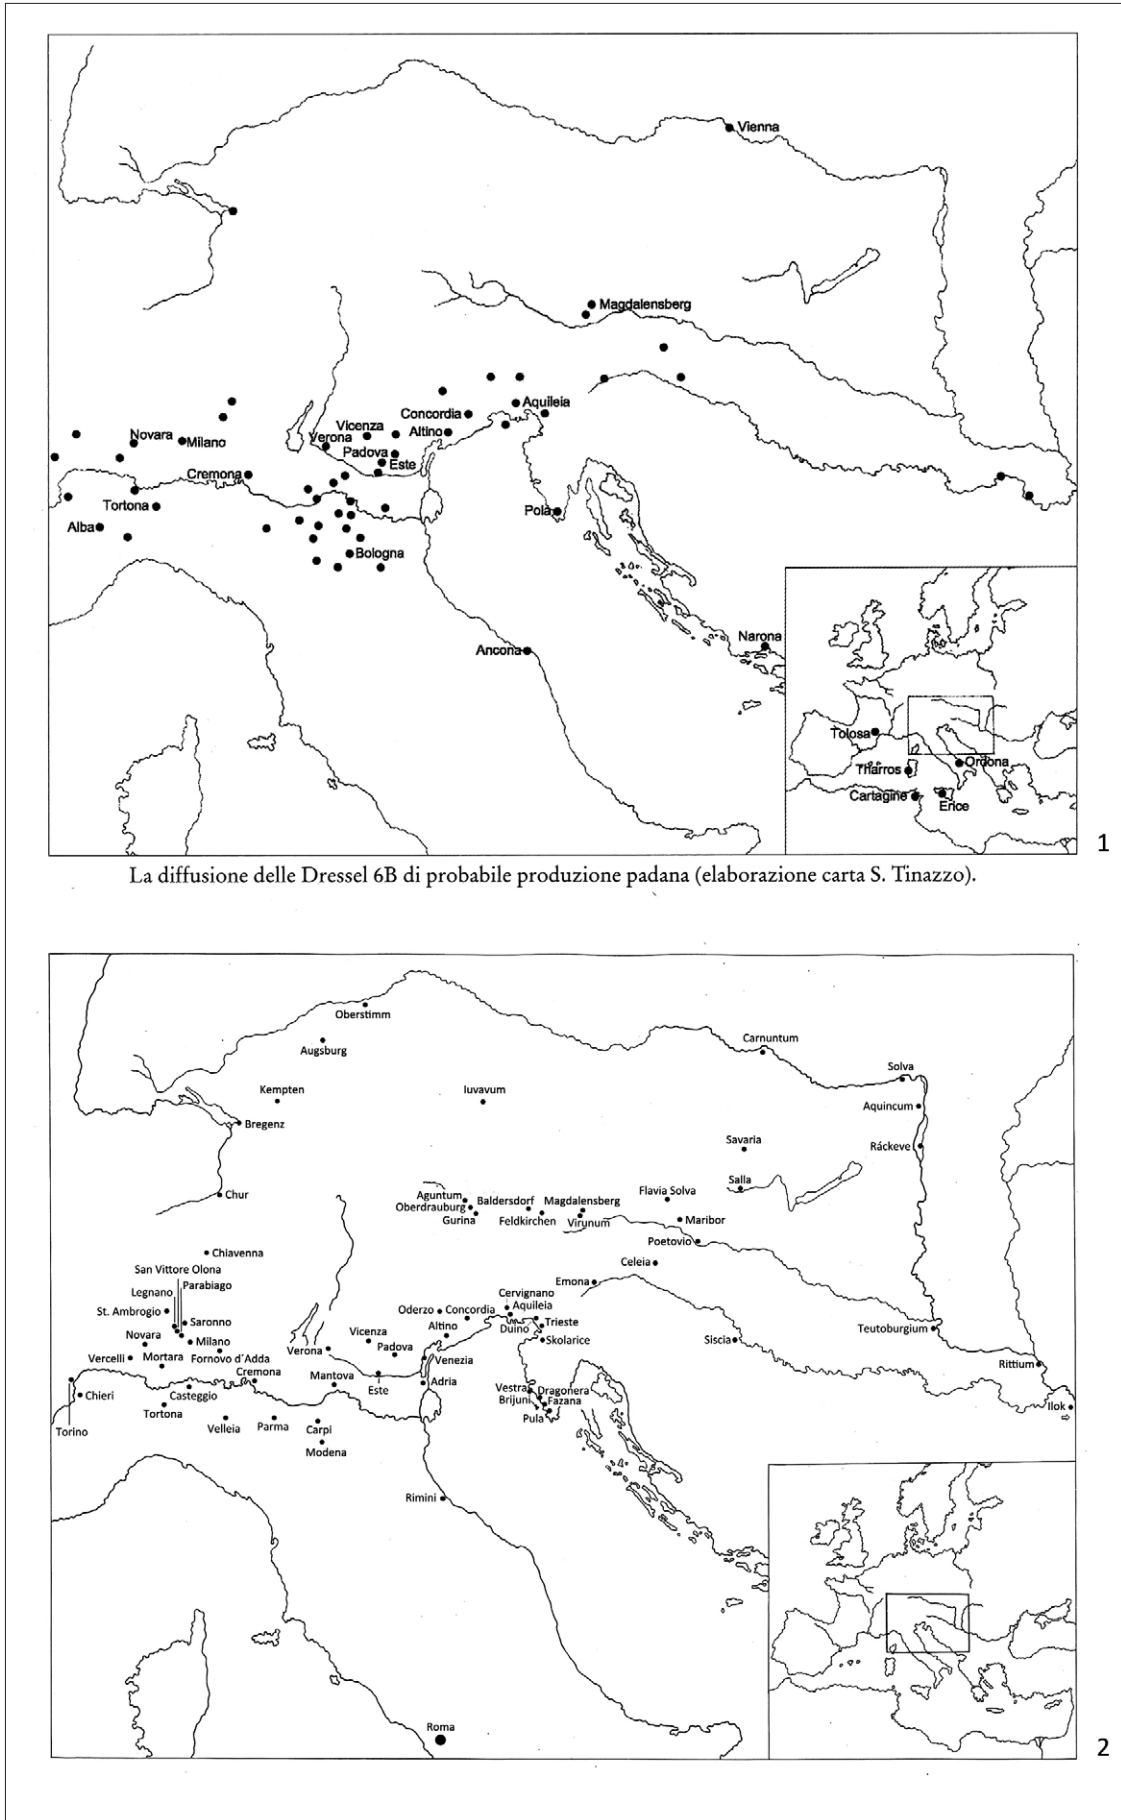 Vienna
Magdalensberg
Aquileia
Concordia
Vicenza
Altino
Verona
Novara
Milano
Padova
Este
Cremona
Tortona
Pola
Alba
Bologna
Narona
Ancona
Tolosa
Ordona
Tharros
Cartagine
Erice
1
La diffusione delle Dressel 6B di probabile produzione padana (elaborazione carta S. Tinazzo).
Oberstimm
Carnuntum
Augsburg
Solva
Kempten
Iuvavum
Aquincum
Bregenz
Savaria
Ráckeve
Salla
Chur
Aguntum
Baldersdorf
Magdalensberg
Flavia Solva
Oberdrauburg
Gurina
Feldkirchen
Virunum
Maribor
Poetovio
Chiavenna
Celeia
San Vittore Olona
Parabiago
Emona
Legnano
Cervignano
St. Ambrogio
Oderzo
Concordia
Aquileia
Saronno
Altino
Duino
Trieste
Teutoburgium
Novara
Milano
Vicenza
Skolarice
Siscia
Verona
Padova
Vercelli
Mortara
Fornovo d'Adda
Venezia
Rittium
Cremona
Mantova
Chieri
Casteggio
Este
Adria
Vestra
Dragonera
Brijuni
Fazana
Ilok
Tortona
Pula
Torino
Velleia
Parma
Carpi
Modena
Rimini
Roma
2